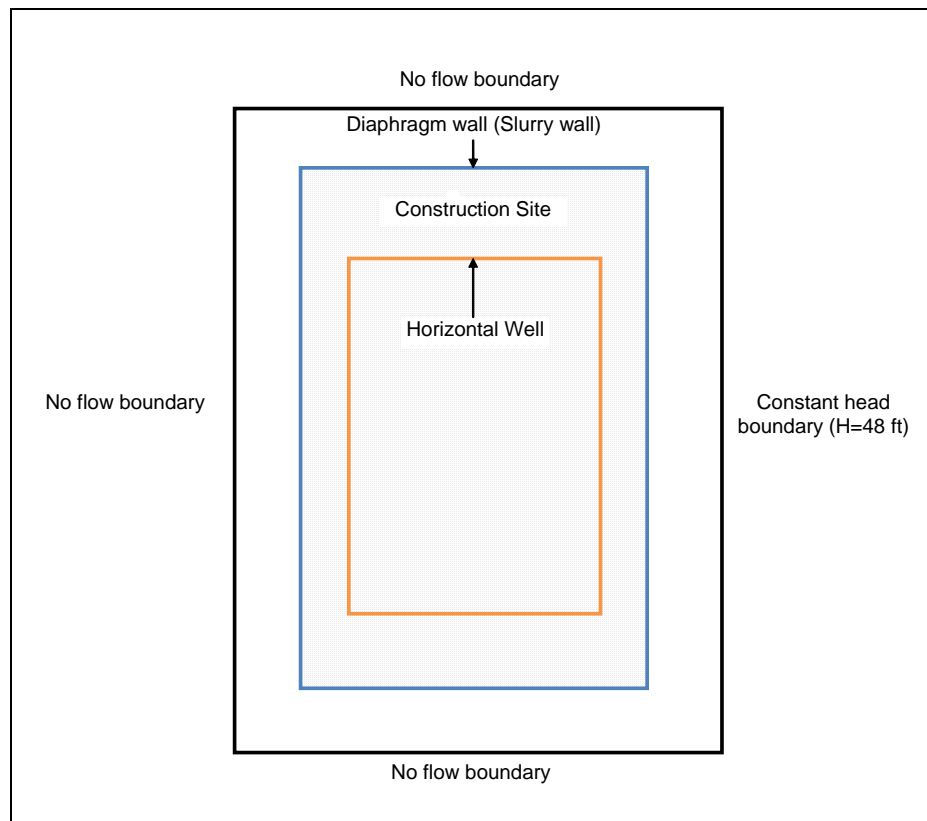 No flow boundary
Diaphragm wall (Slurry wall)
Construction Site
Horizontal Well
No flow boundary
Constant head
boundary (H=48 ft)
No flow boundary